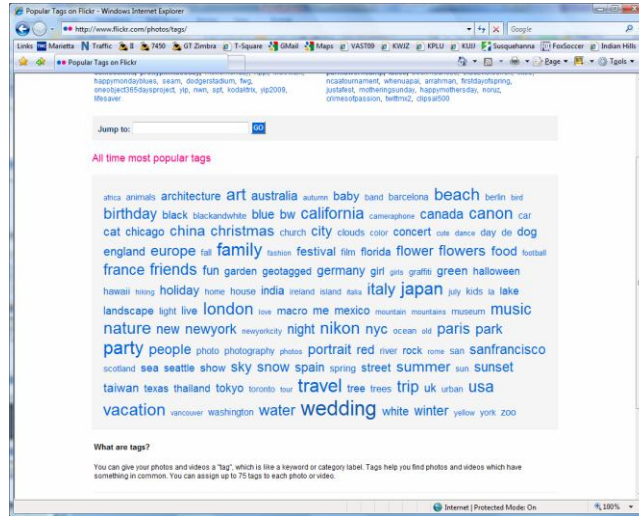 Popular Tags on Flickr - Windows Internet Explorer
http://www.flickr.com/photos/tags/
Google
Links Marietta Traffic 8 7450 GT Zimbra T-Square GMail Maps VAST09 KWIZ KPLU KUJJ Susquehanna FoxSoccer Indian Hills
Popular Tags on Flickr
Page Tools
happymondayblues, seam, dodgerstadium, fwg,
oneobject365daysproject, yip, nwn, spt, kodaltrix, yip2009,
lifesaver
ncaatournament, whenuapai, arrahman, firstdayofspring,
justafest, motheringsunday, happymothersday, noruz,
crimesofpassion, twittmx2, clipsal500
Jump to: GO
All time most popular tags
africa animals architecture art australia autumn baby band barcelona beach berlin bird
birthday black blackandwhite blue bw california cameraphone canada canon car
cat chicago china christmas church city clouds color concert cute dance day de dog
england europe fall family fashion festival film florida flower flowers food football
france friends fun garden geotagged germany girl girls graffiti green halloween
hawaii hiking holiday home house india ireland island italia italy japan july kids la lake
landscape light live london love macro me mexico mountain mountains museum music
nature new newyork newyorkcity night nikon nyc ocean old paris park
party people photo photography photos portrait red river rock rome san sanfrancisco
scotland sea seattle show sky snow spain spring street summer sun sunset
taiwan texas thailand tokyo toronto tour travel tree trees trip uk urban usa
vacation vancouver washington water wedding white winter yellow york zoo
What are tags?
You can give your photos and videos a "tag", which is like a keyword or category label. Tags help you find photos and videos which have
something in common. You can assign up to 75 tags to each photo or video.
Internet | Protected Mode: On 100%